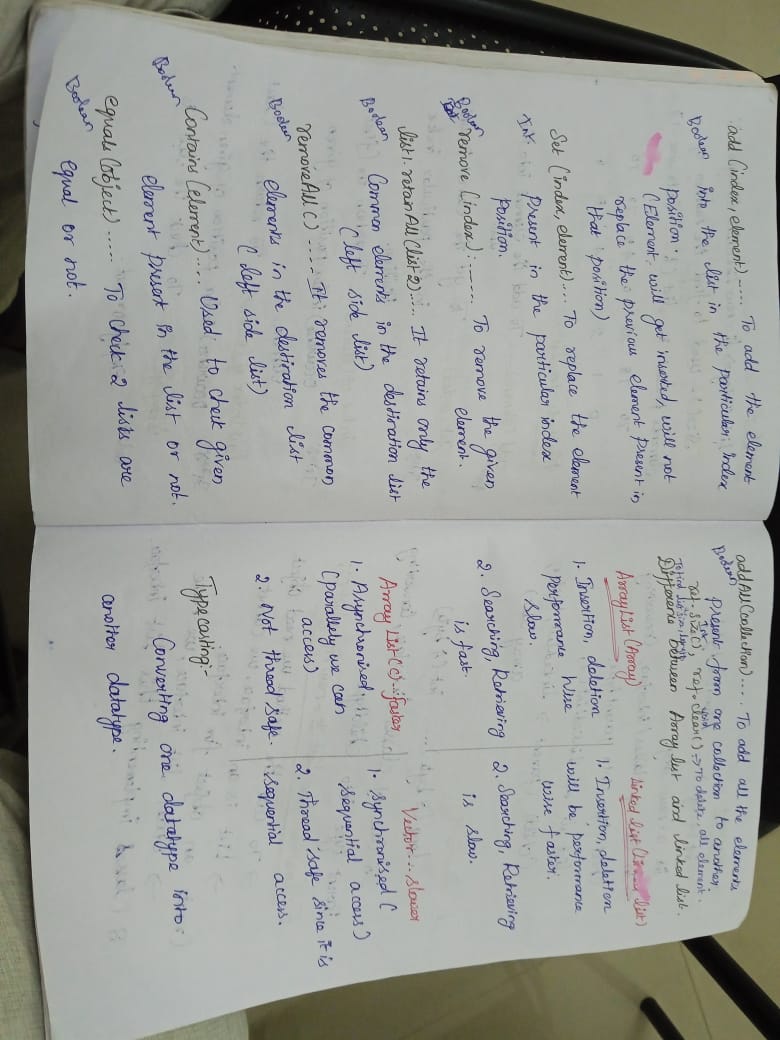 add (index, element) ..... To add the element
Boolean into the list in the particular index
position.
(Element will get inserted, will not
replace the previous element present in
that position)
Set (index, element).... To replace the element
Int. Present in the particular index
Position.
Boolean remove (index): ....... To remove the given
element.
list1. retainAll (list 2)..... It retains only the
Boolean Common elements in the destination list
(left side list)
removeAll () ..... It removes the common
Boolean elements in the destination list
(left side list)
Contains (element).... Used to check given
Boolean element present in the list or not.
equals (object) ..... To check 2 lists are
Boolean equal or not.
addAll (collection).... To add all the elements
Boolean present from one collection to another.
Int void
ref. Size(), ref. clear() => To delete all element.
To find list size, length
Difference between Array list and linked list.
Array List (Array)
1. Insertion, deletion
performance wise
slow.
2. Searching, Retrieving
is fast.
Linked list (Linked list)
1. Insertion, deletion
will be performance
wise faster.
2. Searching, Retrieving
is slow.
Array List (c)... faster
1. Asynchronised.
(parallely we can
access)
2. Not thread safe.
Vector... slower
1. Synchronised (
sequential access)
2. Thread safe since it is
sequential access.
Typecasting:-
Converting one datatype into
another datatype.